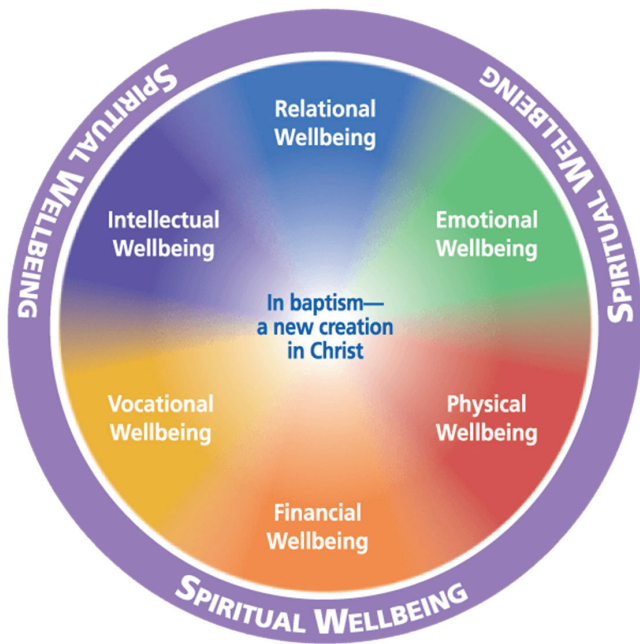 SPIRITUAL WELLBEING
SPIRITUAL WELLBEING
Relational
Wellbeing
Intellectual
Wellbeing
Emotional
Wellbeing
In baptism—
a new creation
in Christ
Vocational
Wellbeing
Physical
Wellbeing
Financial
Wellbeing
SPIRITUAL WELLBEING